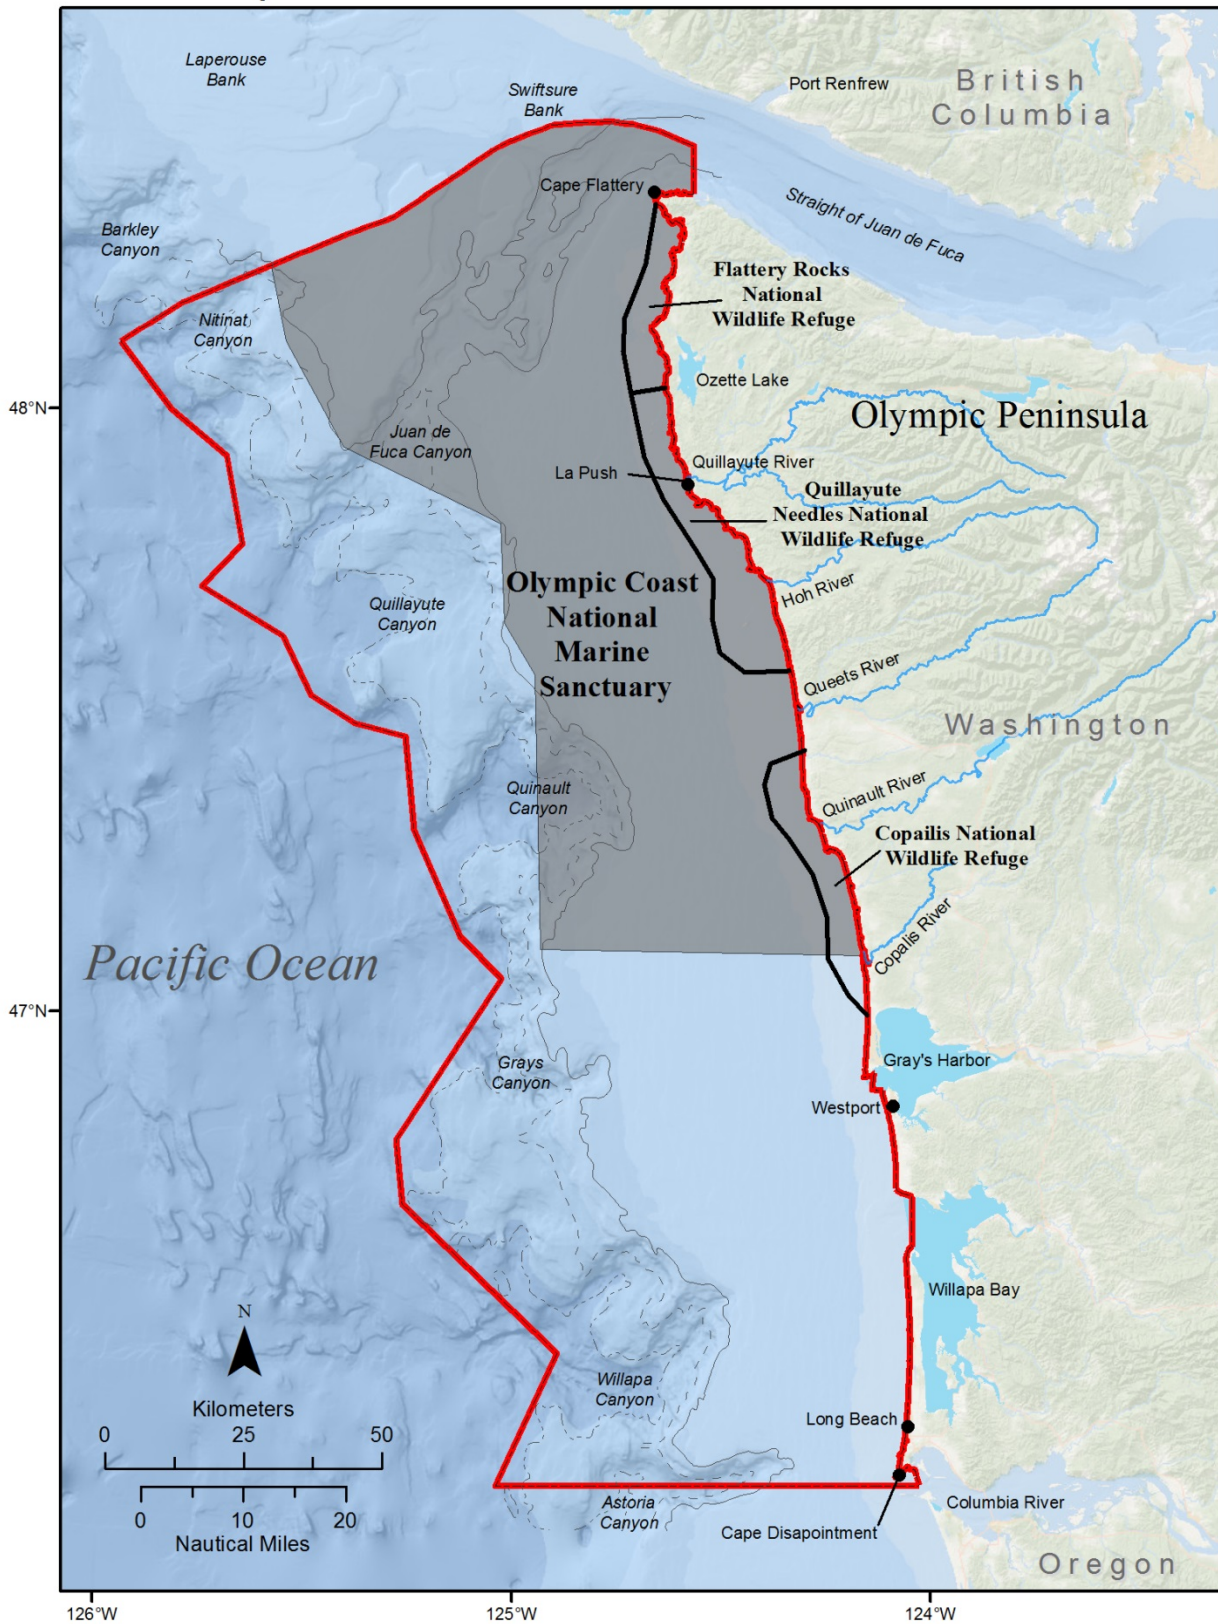 Laperouse
Bank
Swiftsure
Bank
Port Renfrew
British
Columbia
Cape Flattery
Straight of Juan de Fuca
Barkley
Canyon
Flattery Rocks
National
Wildlife Refuge
Nitinat
Canyon
Ozette Lake
48°N
Olympic Peninsula
Juan de
Fuca Canyon
La Push
Quillayute River
Quillayute
Needles National
Wildlife Refuge
Olympic Coast
National
Marine
Sanctuary
Hoh River
Quillayute
Canyon
Queets River
Washington
Quinault
Canyon
Quinault River
Copailis National
Wildlife Refuge
Copalis River
Pacific Ocean
47°N
Grays
Canyon
Gray's Harbor
Westport
Willapa Bay
N
Kilometers
0 25 50
0 10 20
Nautical Miles
Willapa
Canyon
Long Beach
Astoria
Canyon
Columbia River
Cape Disapointment
Oregon
126°W
125°W
124°W